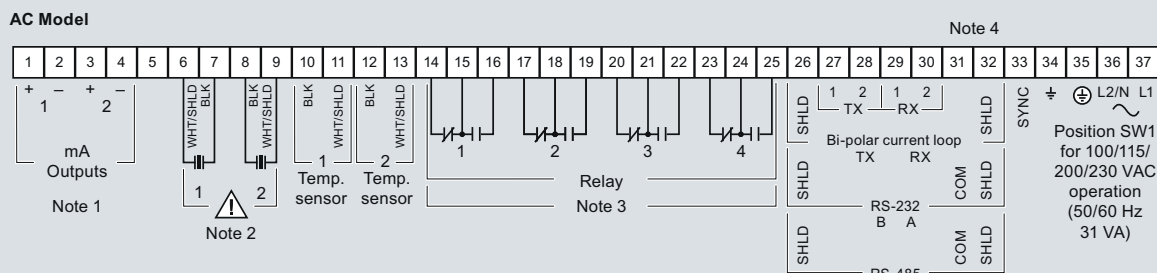 AC Model
Note 4
1 2 3 4 5 6 7 8 9 10 11 12 13 14 15 16 17 18 19 20 21 22 23 24 25 26 27 28 29 30 31 32 33 34 35 36 37
+ – + –
1 2
mA
Outputs
Note 1
WHT/SHLD
BLK
BLK
WHT/SHLD
1 2
!
Note 2
BLK
WHT/SHLD
1
Temp.
sensor
BLK
WHT/SHLD
2
Temp.
sensor
1 2 3 4
Relay
Note 3
SHLD
1 2 1 2
TX RX
SHLD
Bi-polar current loop
TX RX
SHLD
COM
SHLD
RS-232
B A
SHLD
COM
SHLD
RS-485
SYNC
L2/N L1
Position SW1
for 100/115/
200/230 VAC
operation
(50/60 Hz
31 VA)